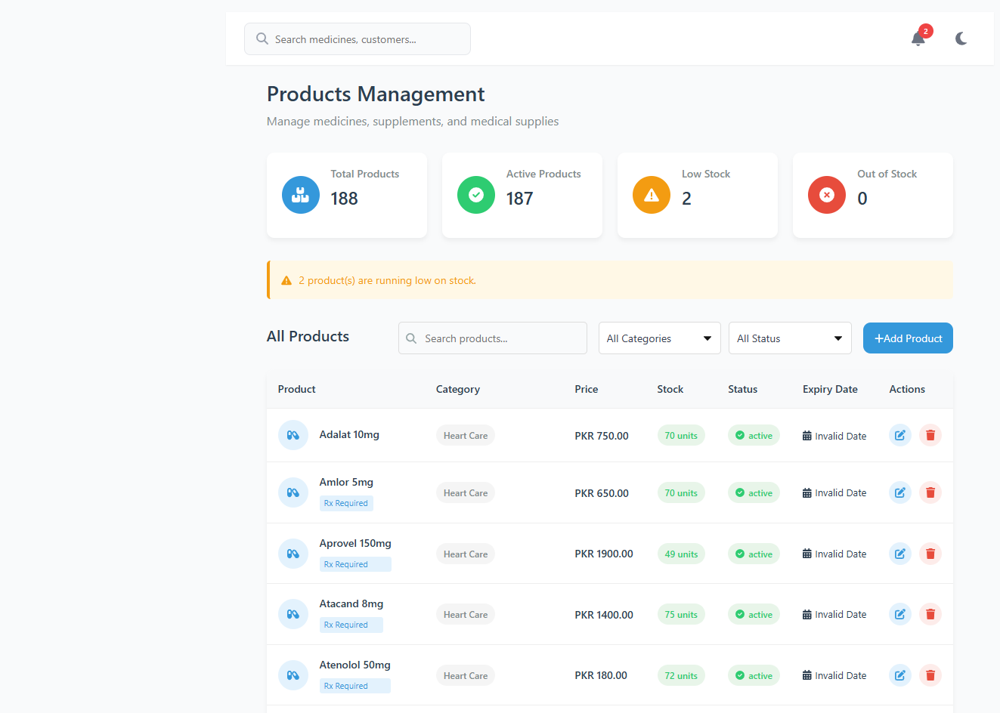 Search medicines, customers...
2
Products Management
Manage medicines, supplements, and medical supplies
Total Products
188
Active Products
187
Low Stock
2
Out of Stock
0
2 product(s) are running low on stock.
All Products
Search products...
All Categories
All Status
+Add Product
Product Category Price Stock Status Expiry Date Actions
Adalat 10mg Heart Care PKR 750.00 70 units active Invalid Date
Amlor 5mg Heart Care PKR 650.00 70 units active Invalid Date
Rx Required
Aprovel 150mg Heart Care PKR 1900.00 49 units active Invalid Date
Rx Required
Atacand 8mg Heart Care PKR 1400.00 75 units active Invalid Date
Rx Required
Atenolol 50mg Heart Care PKR 180.00 72 units active Invalid Date
Rx Required